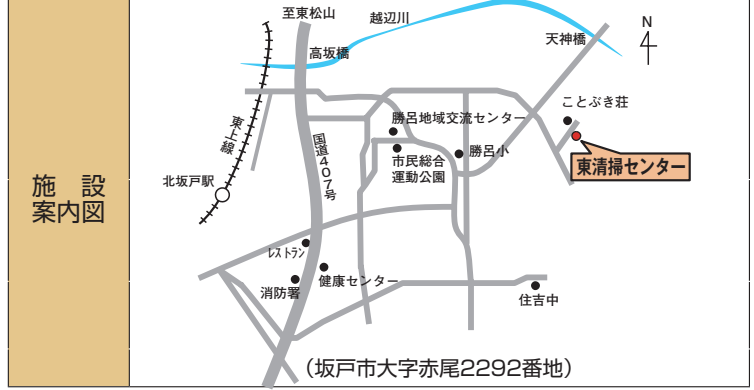 施　設
案内図
至東松山
越辺川
N
高坂橋
天神橋
ことぶき荘
勝呂地域交流センター
東上線
国道407号
勝呂小
東清掃センター
市民総合
運動公園
北坂戸駅
レストラン
健康センター
消防署
住吉中
（坂戸市大字赤尾2292番地）